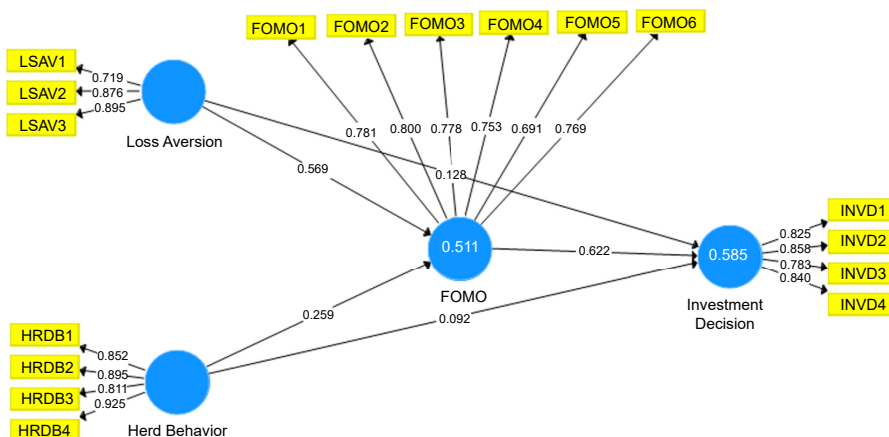 FOMO1 FOMO2 FOMO3 FOMO4 FOMO5 FOMO6
LSAV1
LSAV2
LSAV3
0.719
0.876
0.895
Loss Aversion
0.781 0.800 0.778 0.753 0.691 0.769
0.569
0.128
0.511
FOMO
0.622
0.585
Investment
Decision
INVD1
INVD2
INVD3
INVD4
0.825
0.858
0.783
0.840
0.259
0.092
HRDB1
HRDB2
HRDB3
HRDB4
0.852
0.895
0.811
0.925
Herd Behavior